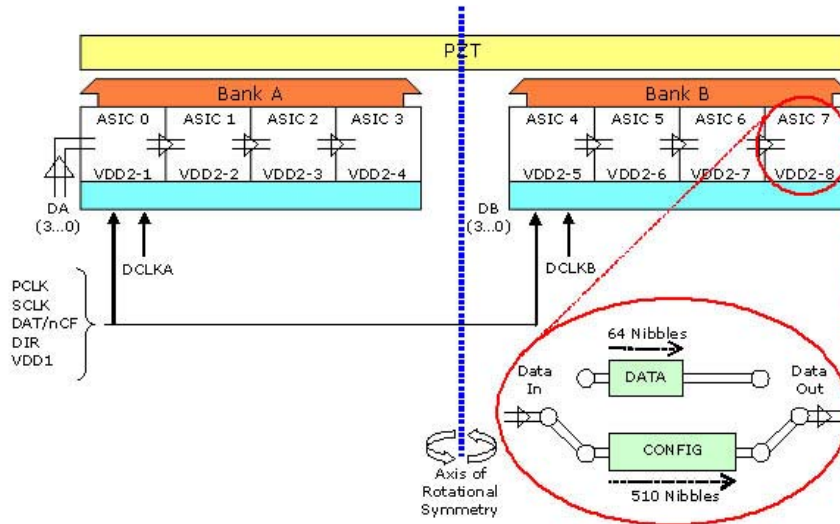 PZT
Bank A
Bank B
ASIC 0
ASIC 1
ASIC 2
ASIC 3
ASIC 4
ASIC 5
ASIC 6
ASIC 7
VDD2-1
VDD2-2
VDD2-3
VDD2-4
VDD2-5
VDD2-6
VDD2-7
VDD2-8
DA
(3...0)
DB
(3...0)
DCLKA
DCLKB
PCLK
SCLK
DAT/nCF
DIR
VDD1
64 Nibbles
Data
In
DATA
Data
Out
CONFIG
510 Nibbles
Axis of
Rotational
Symmetry